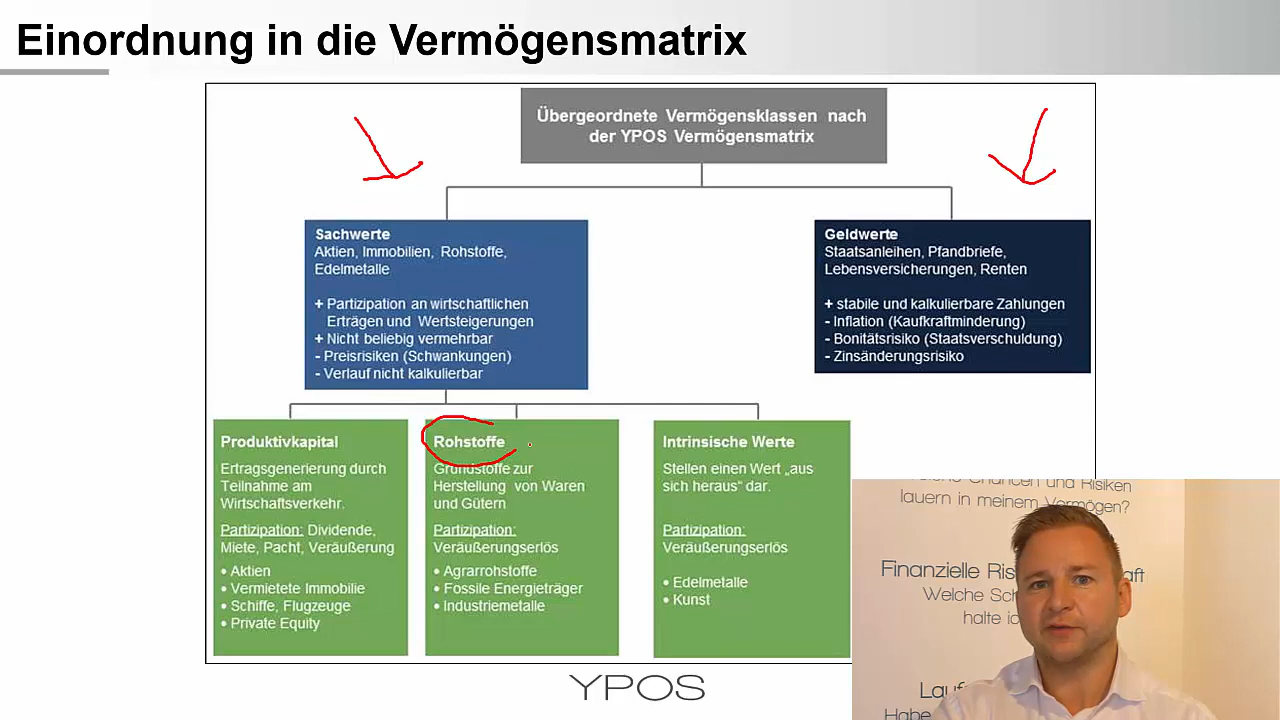 Einordnung in die Vermögensmatrix
Übergeordnete Vermögensklassen nach
der YPOS Vermögensmatrix
Sachwerte
Aktien, Immobilien, Rohstoffe,
Edelmetalle
+ Partizipation an wirtschaftlichen
Erträgen und Wertsteigerungen
+ Nicht beliebig vermehrbar
- Preisrisiken (Schwankungen)
- Verlauf nicht kalkulierbar
Geldwerte
Staatsanleihen, Pfandbriefe,
Lebensversicherungen, Renten
+ stabile und kalkulierbare Zahlungen
- Inflation (Kaufkraftminderung)
- Bonitätsrisiko (Staatsverschuldung)
- Zinsänderungsrisiko
Produktivkapital
Ertragsgenerierung durch
Teilnahme am
Wirtschaftsverkehr.
Partizipation: Dividende,
Miete, Pacht, Veräußerung
• Aktien
• Vermietete Immobilie
• Schiffe, Flugzeuge
• Private Equity
Rohstoffe
Grundstoffe zur
Herstellung von Waren
und Gütern
Partizipation:
Veräußerungserlös
• Agrarrohstoffe
• Fossile Energieträger
• Industriemetalle
Intrinsische Werte
Stellen einen Wert „aus
sich heraus“ dar.
Partizipation:
Veräußerungserlös
• Edelmetalle
• Kunst
Chancen und Risiken
lauern in meinem Vermögen?
Finanzielle
Welche
halte
Habe
YPOS